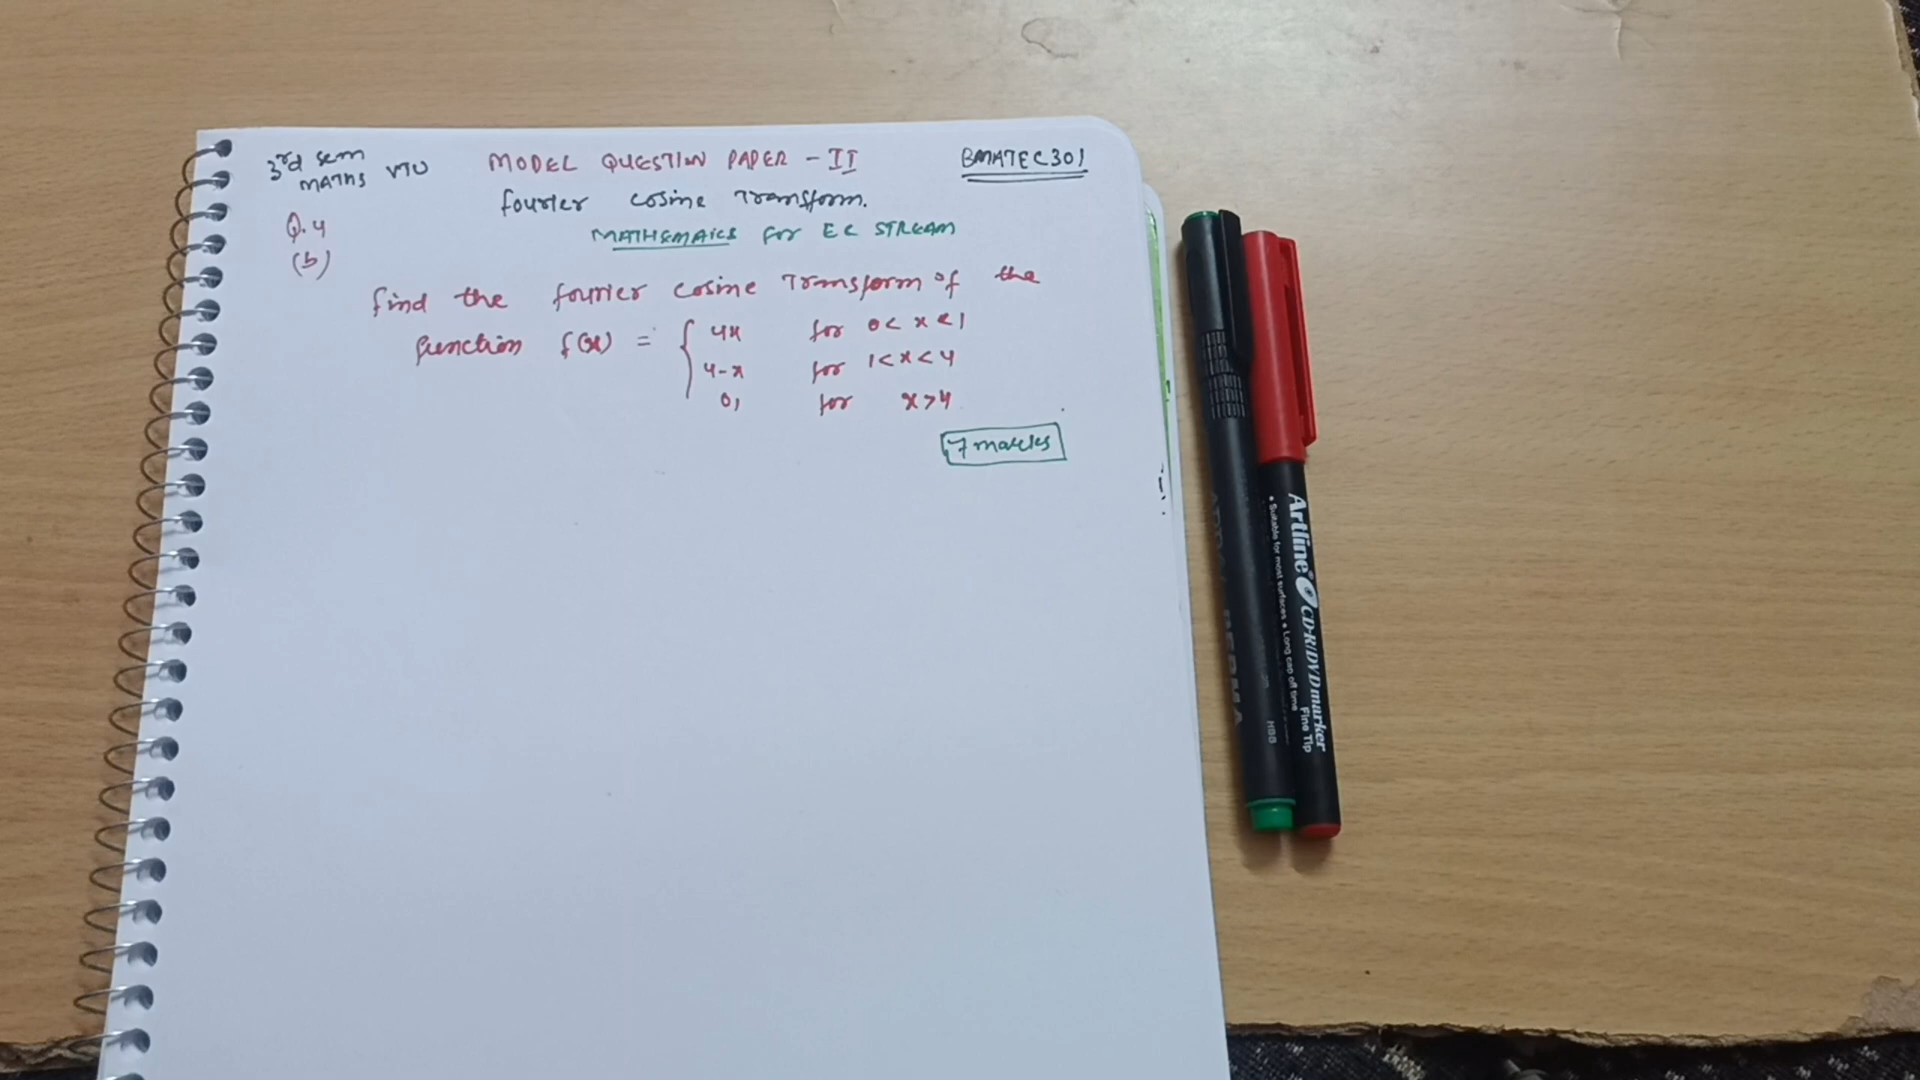 3rd sem
MATHS VTU
MODEL QUESTION PAPER - II
BMATEC301
fourier cosine Transform.
MATHEMAICS for EC STREAM
Q.4
(b)
find the fourier cosine Transform of the
function f(x) = { 4x for 0 < x < 1
4-x for 1 < x < 4
0, for x > 4
7 marks
Artline CD-R/DVD marker
Suitable for most surfaces • Long cap off time
Fine Tip